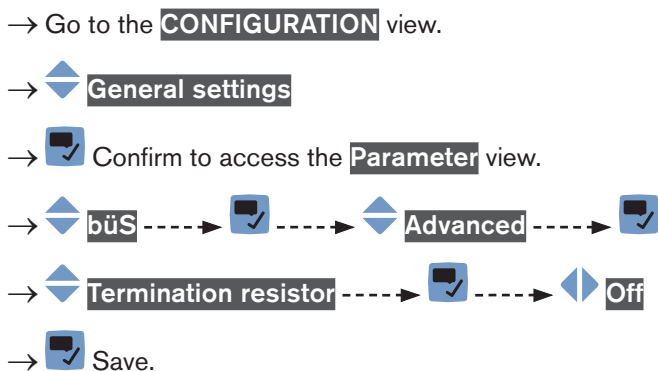 → Go to the CONFIGURATION view.
→ General settings
→ Confirm to access the Parameter view.
→ büS Advanced
→ Termination resistor Off
→ Save.